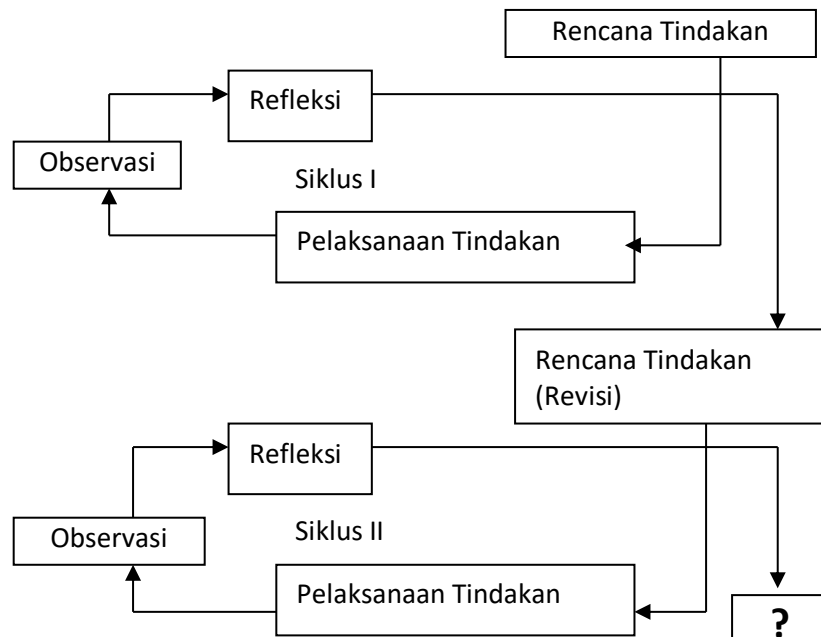 Rencana Tindakan
Refleksi
Observasi
Siklus I
Pelaksanaan Tindakan
Rencana Tindakan
(Revisi)
Refleksi
Observasi
Siklus II
Pelaksanaan Tindakan
?